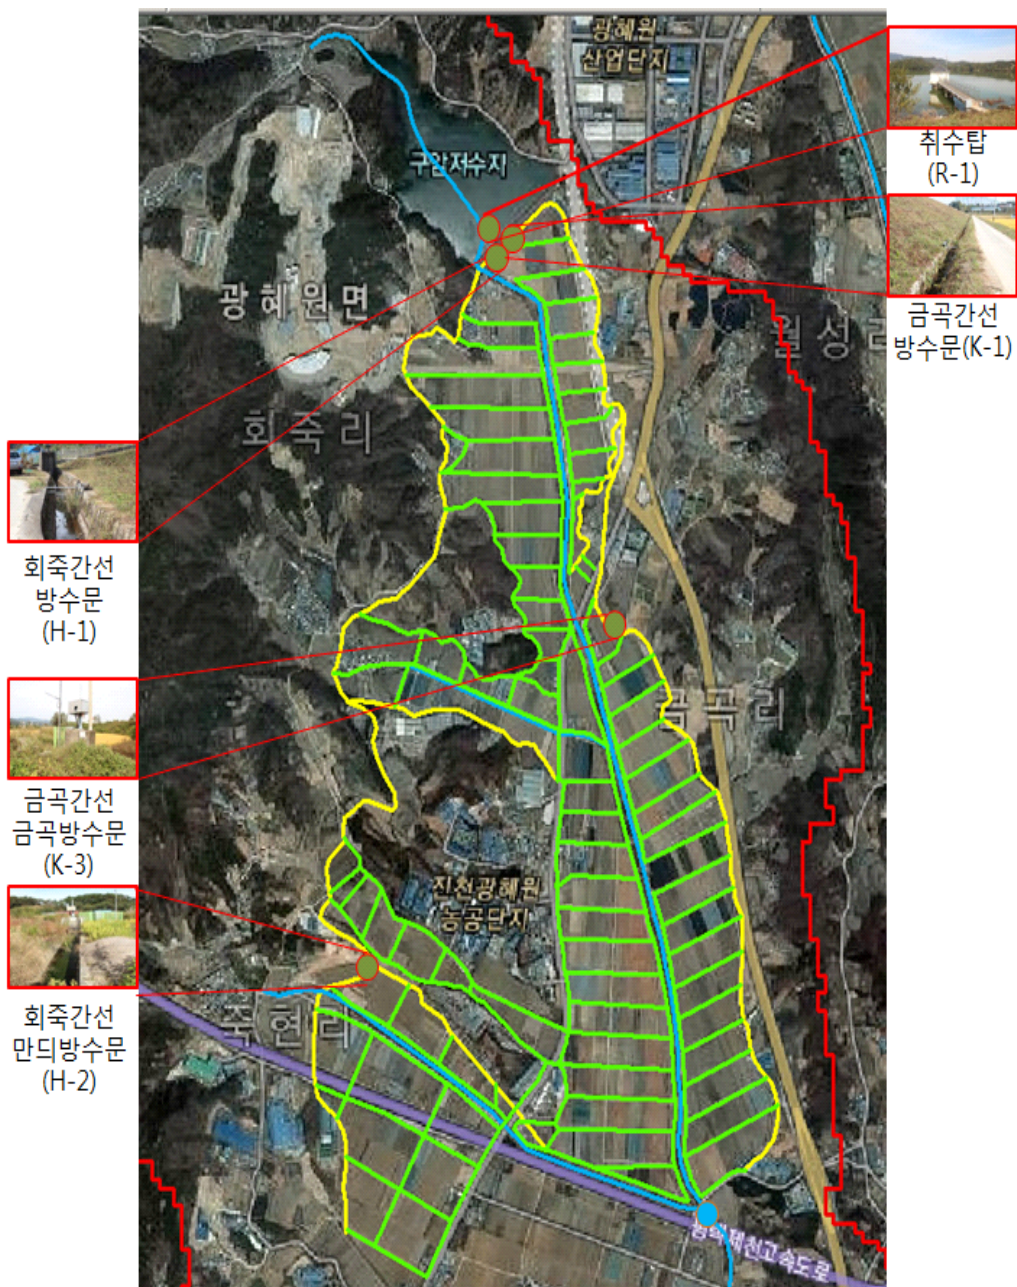 광혜원
산업단지
구암저수지
취수탑
(R-1)
광혜원면
월성리
금곡간선
방수문(K-1)
회죽리
회죽간선
방수문
(H-1)
금곡리
금곡간선
금곡방수문
(K-3)
진천광혜원
농공단지
회죽간선
만듸방수문
(H-2)
죽현리
평택제천고속도로